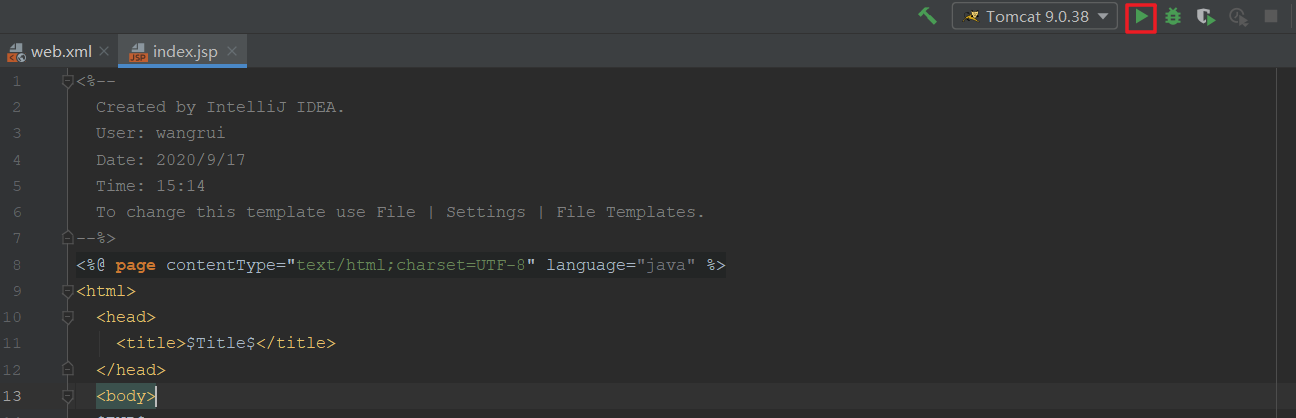 Tomcat 9.0.38
web.xml index.jsp
1 <%--
2 Created by IntelliJ IDEA.
3 User: wangrui
4 Date: 2020/9/17
5 Time: 15:14
6 To change this template use File | Settings | File Templates.
7 --%>
8 <%@ page contentType="text/html;charset=UTF-8" language="java" %>
9 <html>
10 <head>
11 <title>$Title$</title>
12 </head>
13 <body>